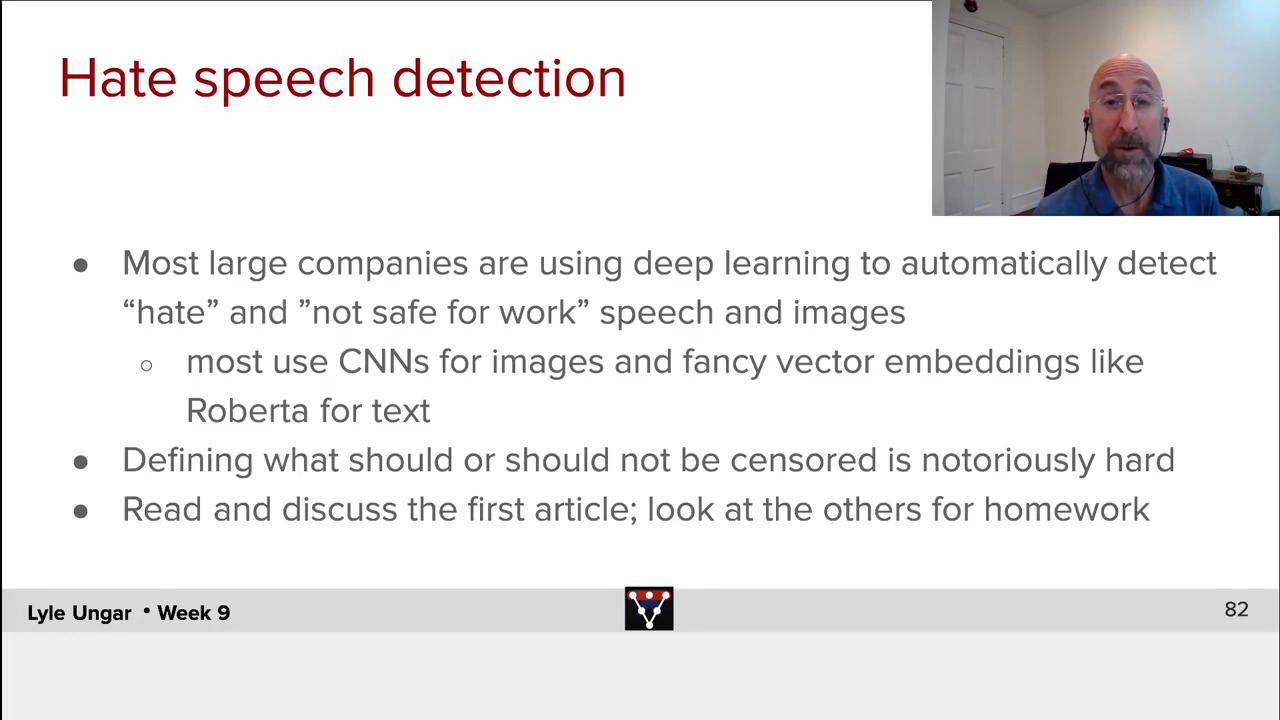 Hate speech detection
● Most large companies are using deep learning to automatically detect
“hate” and ”not safe for work” speech and images
○ most use CNNs for images and fancy vector embeddings like
Roberta for text
● Defining what should or should not be censored is notoriously hard
● Read and discuss the first article; look at the others for homework
Lyle Ungar • Week 9
82